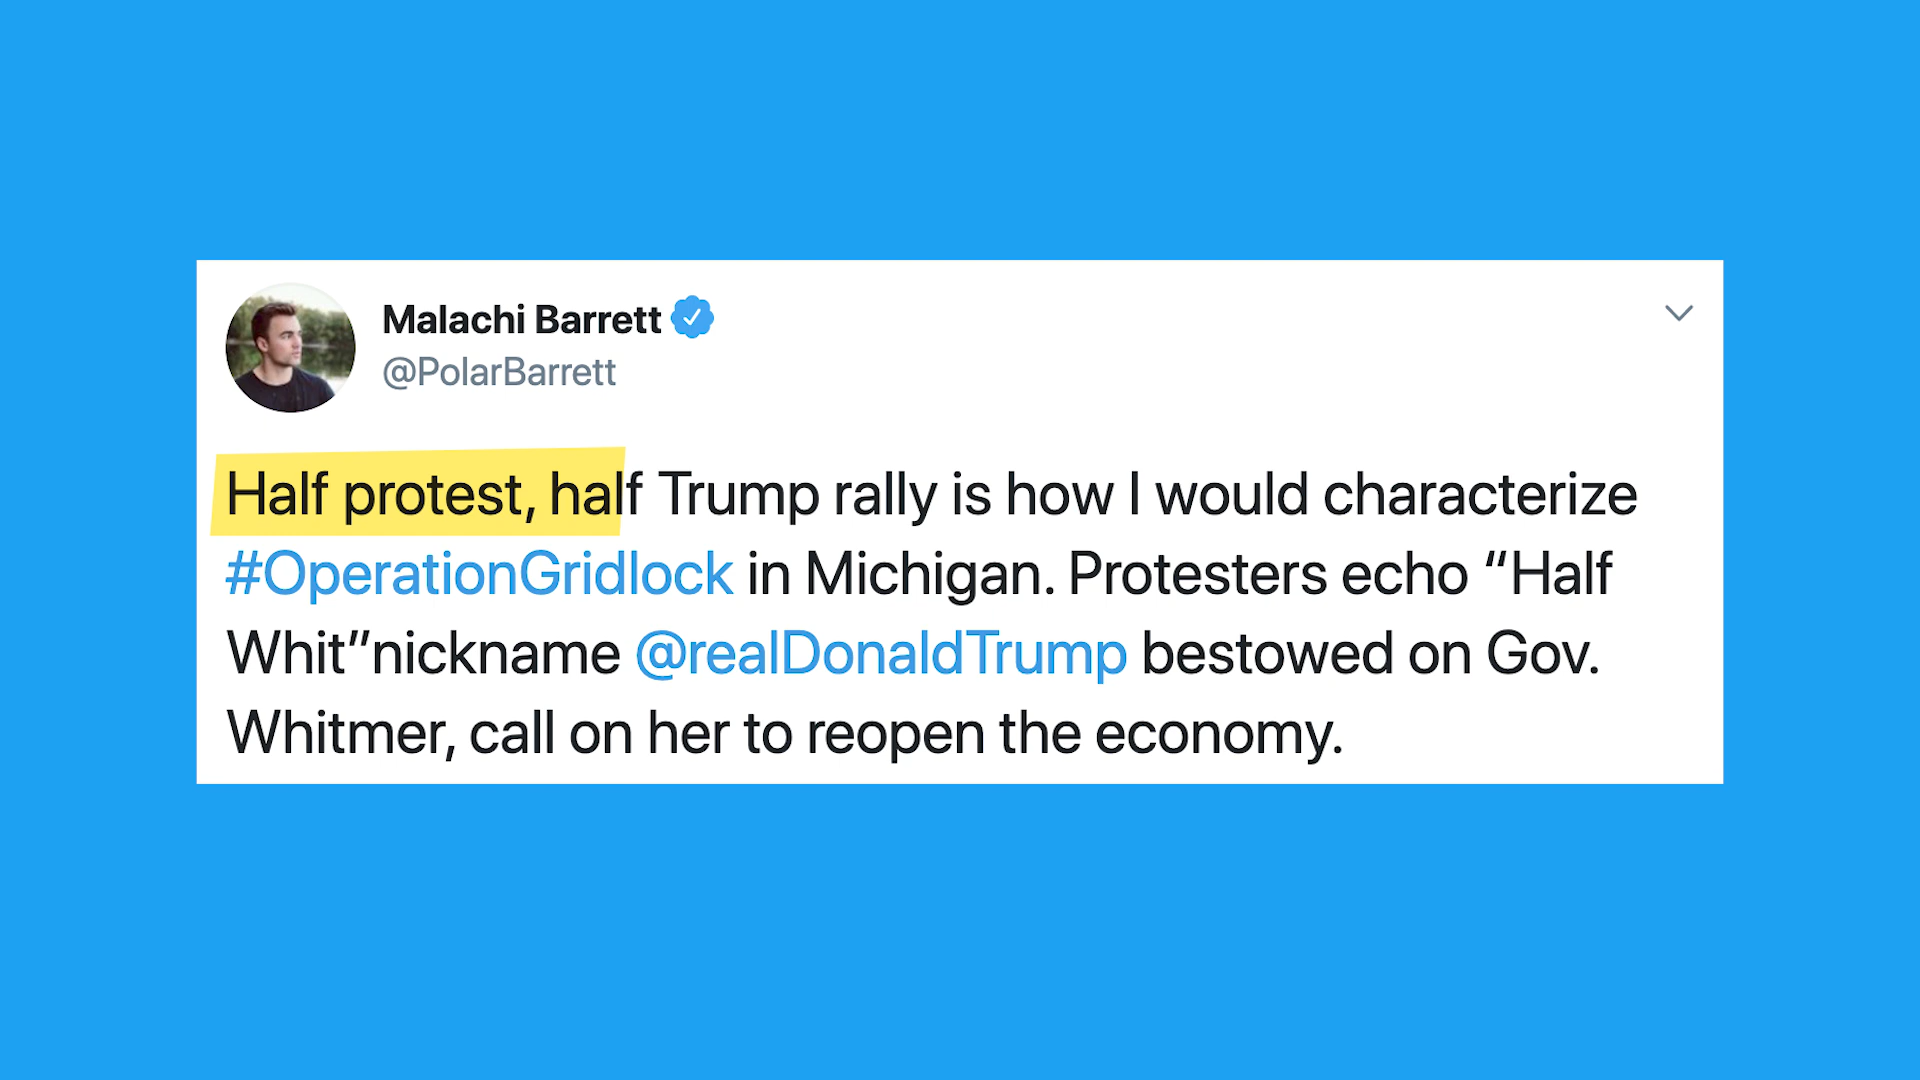 Malachi Barrett
@PolarBarrett
Half protest, half Trump rally is how I would characterize
#OperationGridlock in Michigan. Protesters echo “Half
Whit”nickname @realDonaldTrump bestowed on Gov.
Whitmer, call on her to reopen the economy.